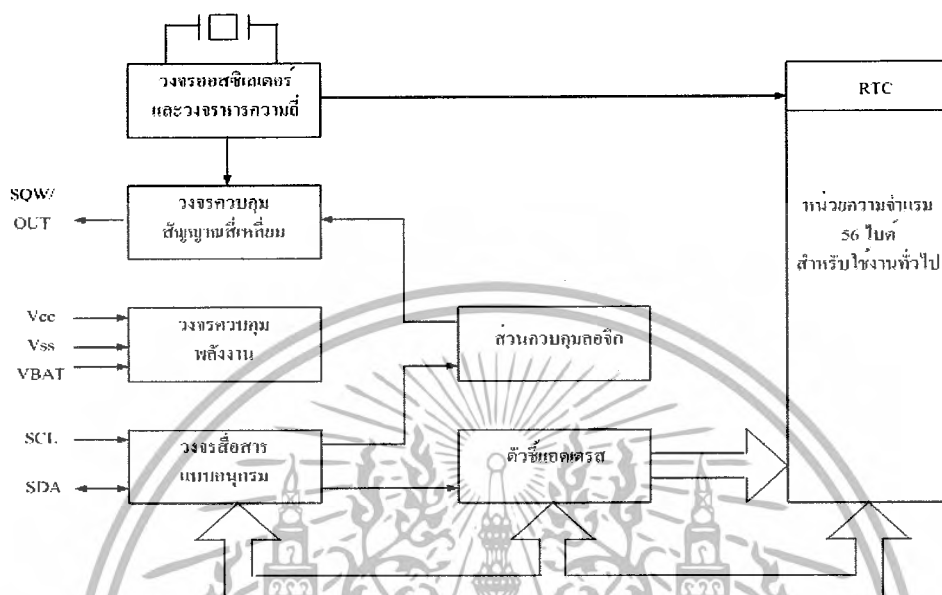 วงจรออสซิเลเตอร์
และวงจรหารความถี่
RTC
SQW/
OUT
วงจรควบคุม
สัญญาณสี่เหลี่ยม
หน่วยความจำแรม
56 ไบต์
สำหรับใช้งานทั่วไป
Vcc
Vss
VBAT
วงจรควบคุม
พลังงาน
ส่วนควบคุมลอจิก
SCL
SDA
วงจรสื่อสาร
แบบอนุกรม
ตัวชี้แอดเดรส